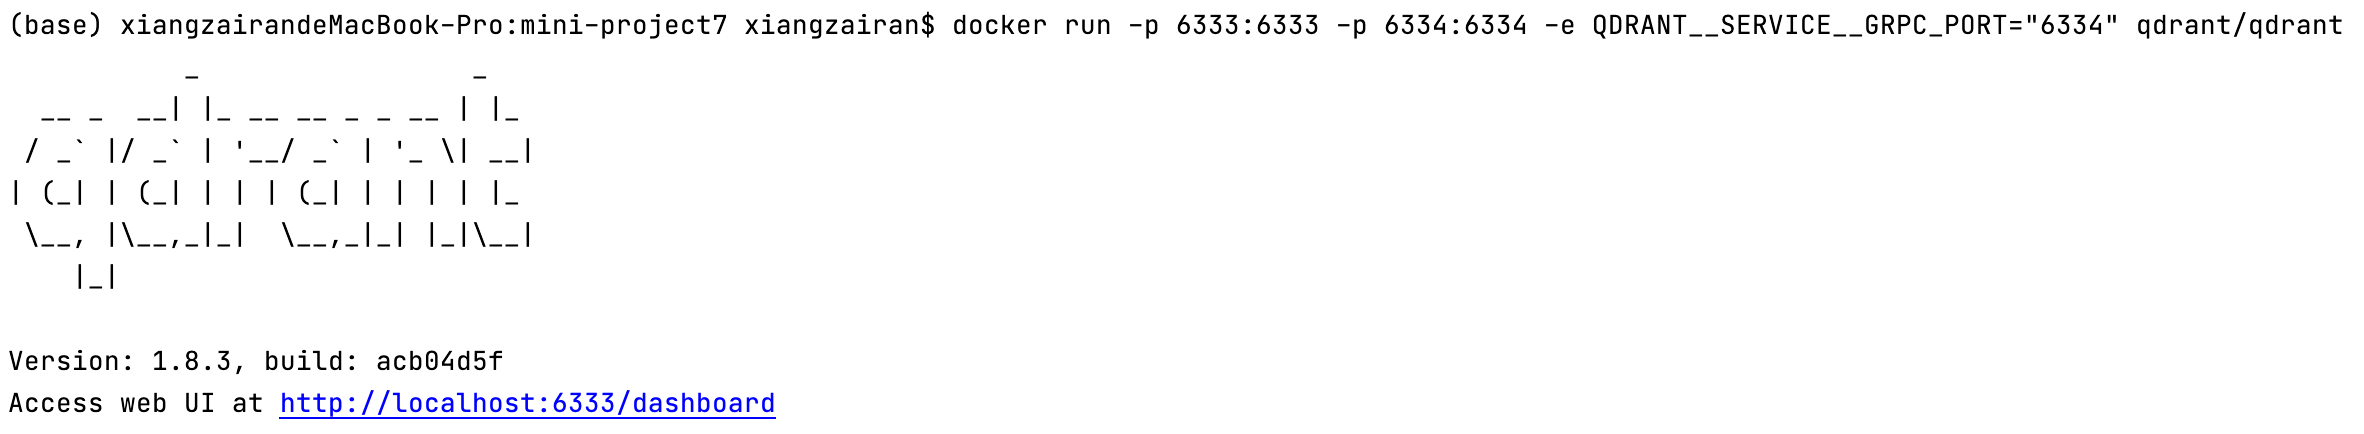 (base) xiangzairandeMacBook-Pro:mini-project7 xiangzairan$ docker run -p 6333:6333 -p 6334:6334 -e QDRANT__SERVICE__GRPC_PORT="6334" qdrant/qdrant
           _                 _
  __ _  __| |_ __ __ _ _ __ | |_
 / _` |/ _` | '__/ _` | '_ \| __|
| (_| | (_| | | | (_| | | | | |_
 \__, |\__,_|_|  \__,_|_| |_|\__|
    |_|
Version: 1.8.3, build: acb04d5f
Access web UI at http://localhost:6333/dashboard